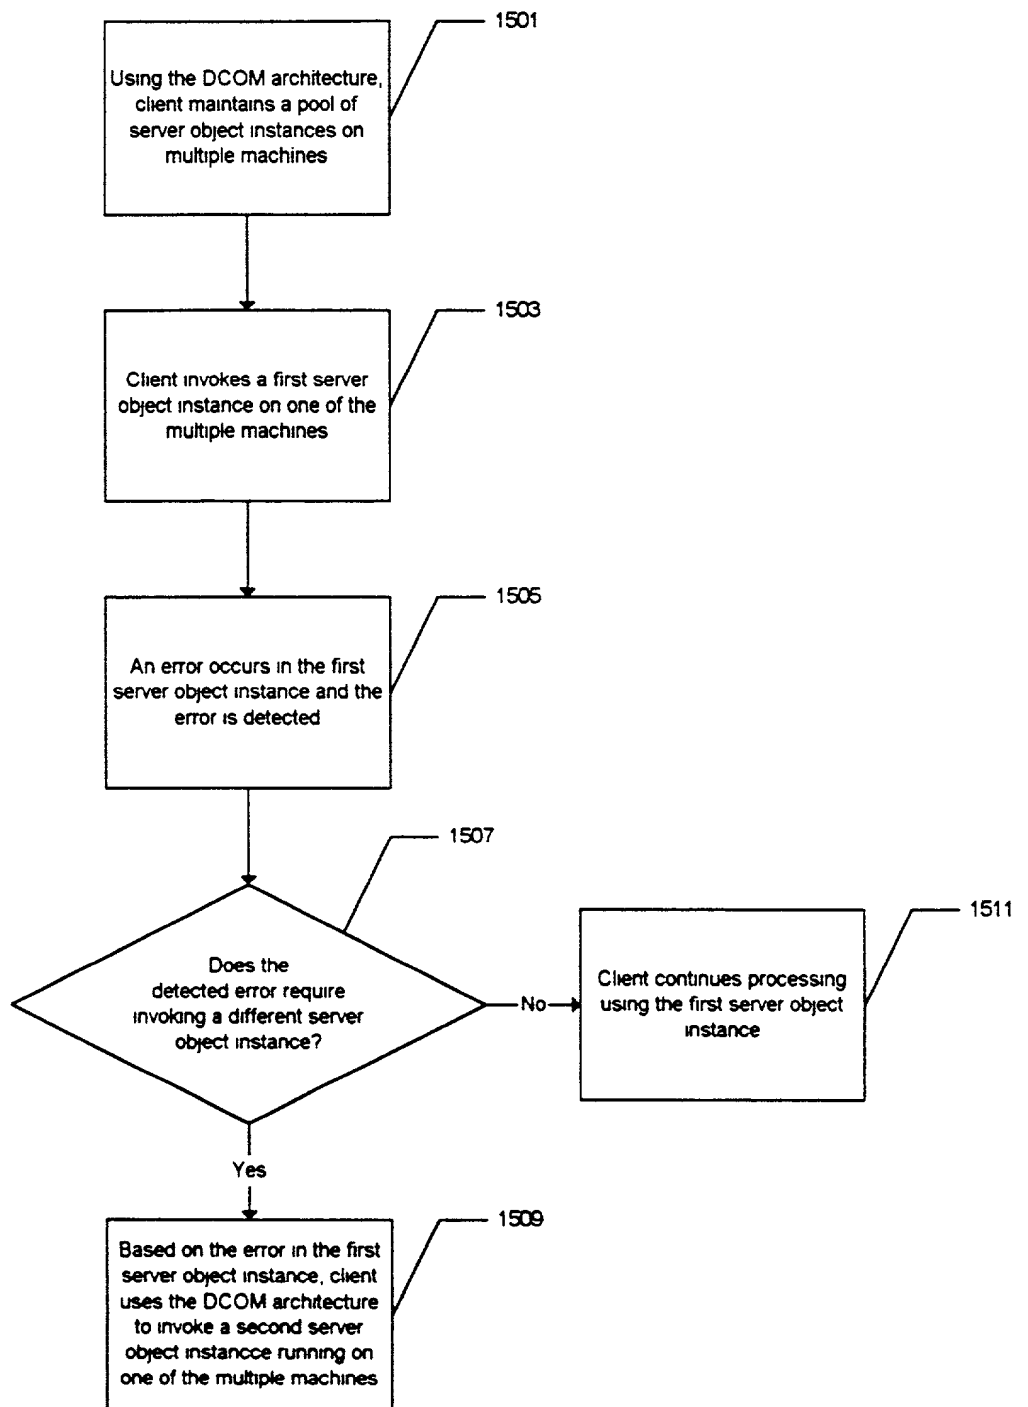 1501
Using the DCOM architecture,
client maintains a pool of
server object instances on
multiple machines
1503
Client invokes a first server
object instance on one of the
multiple machines
1505
An error occurs in the first
server object instance and the
error is detected
1507
Does the
detected error require
invoking a different server
object instance?
No
1511
Client continues processing
using the first server object
instance
Yes
1509
Based on the error in the first
server object instance, client
uses the DCOM architecture
to invoke a second server
object instancce running on
one of the multiple machines